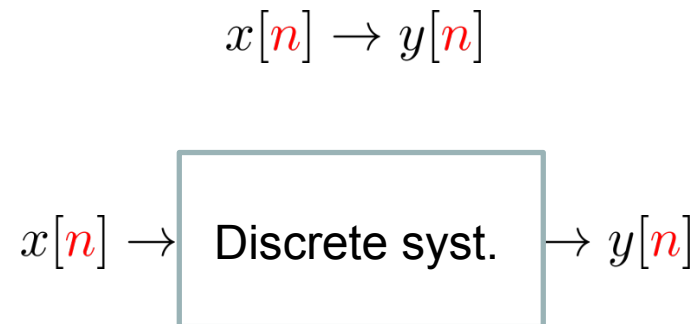 x[n] → y[n]
x[n] → Discrete syst. → y[n]